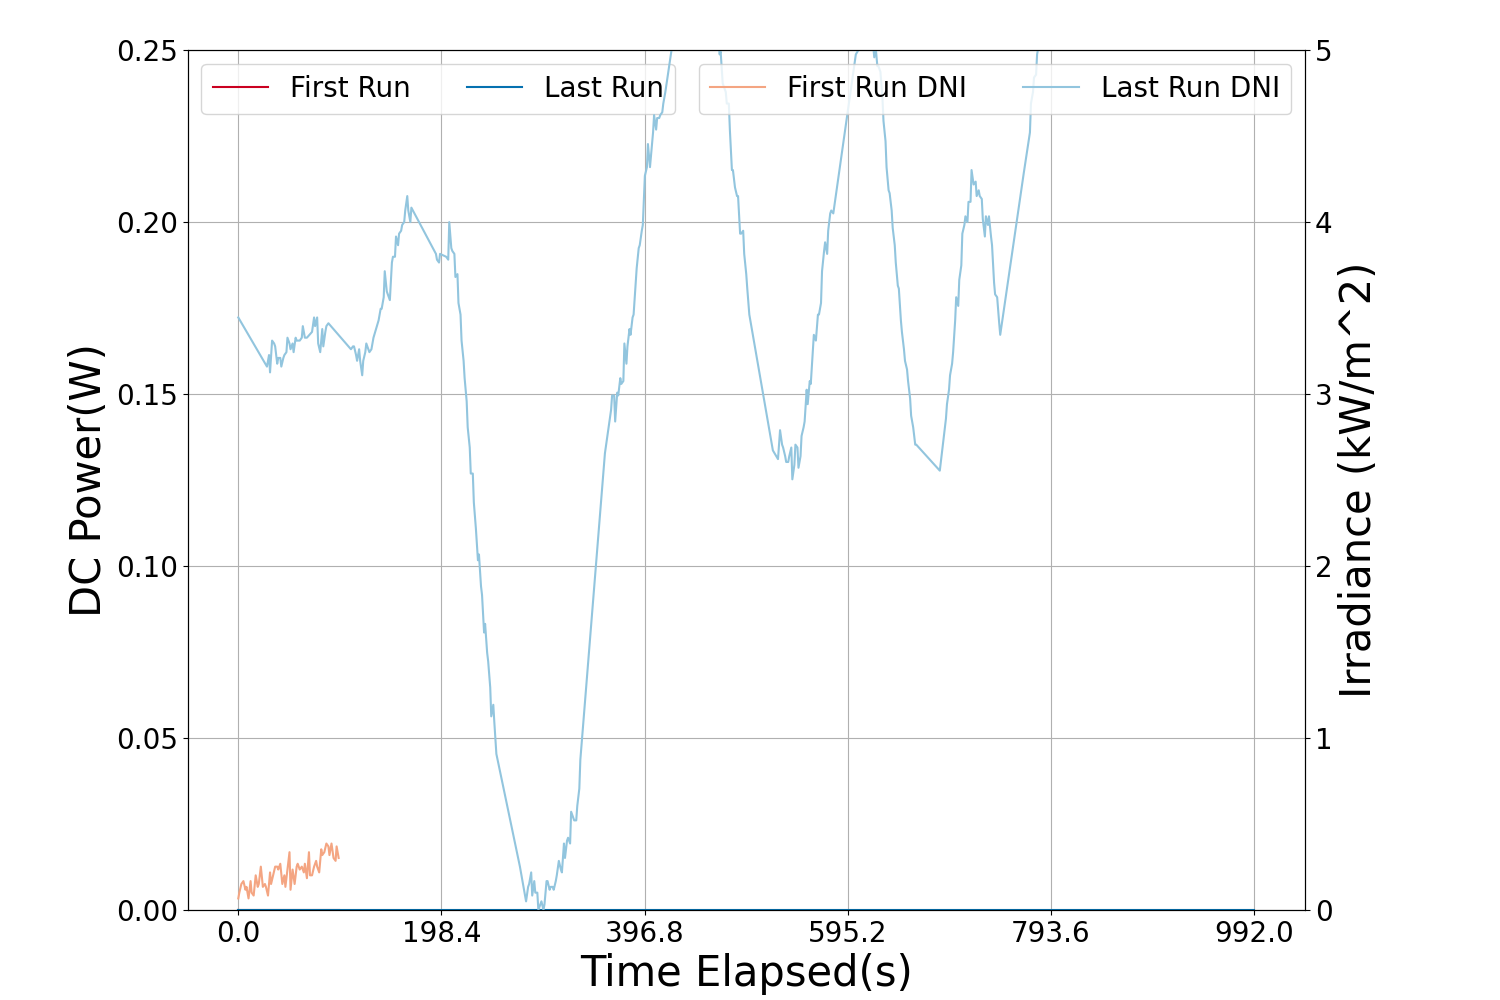 First Run
Last Run
First Run DNI
Last Run DNI
DC Power(W)
0.25
0.20
0.15
0.10
0.05
0.00
5
4
3
2
1
0
Irradiance (kW/m^2)
0.0
198.4
396.8
595.2
793.6
992.0
Time Elapsed(s)